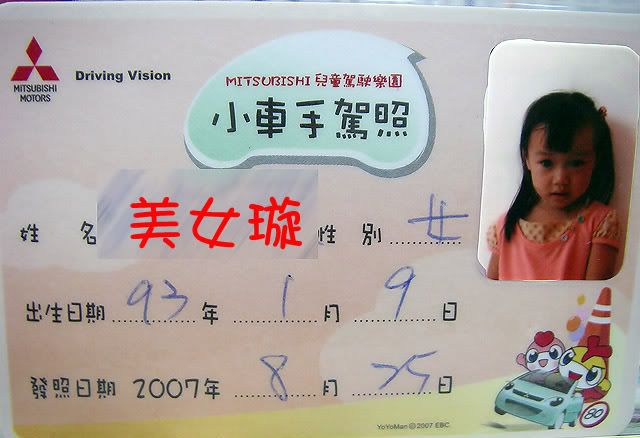 MITSUBISHI
MOTORS
Driving Vision
MITSUBISHI 兒童駕駛樂園
小車手駕照
姓 名 美女璇 性 別 女
出生日期 93 年 1 月 9 日
發照日期 2007年 8 月 25 日
80
YoYoMan @ 2007 EBC.